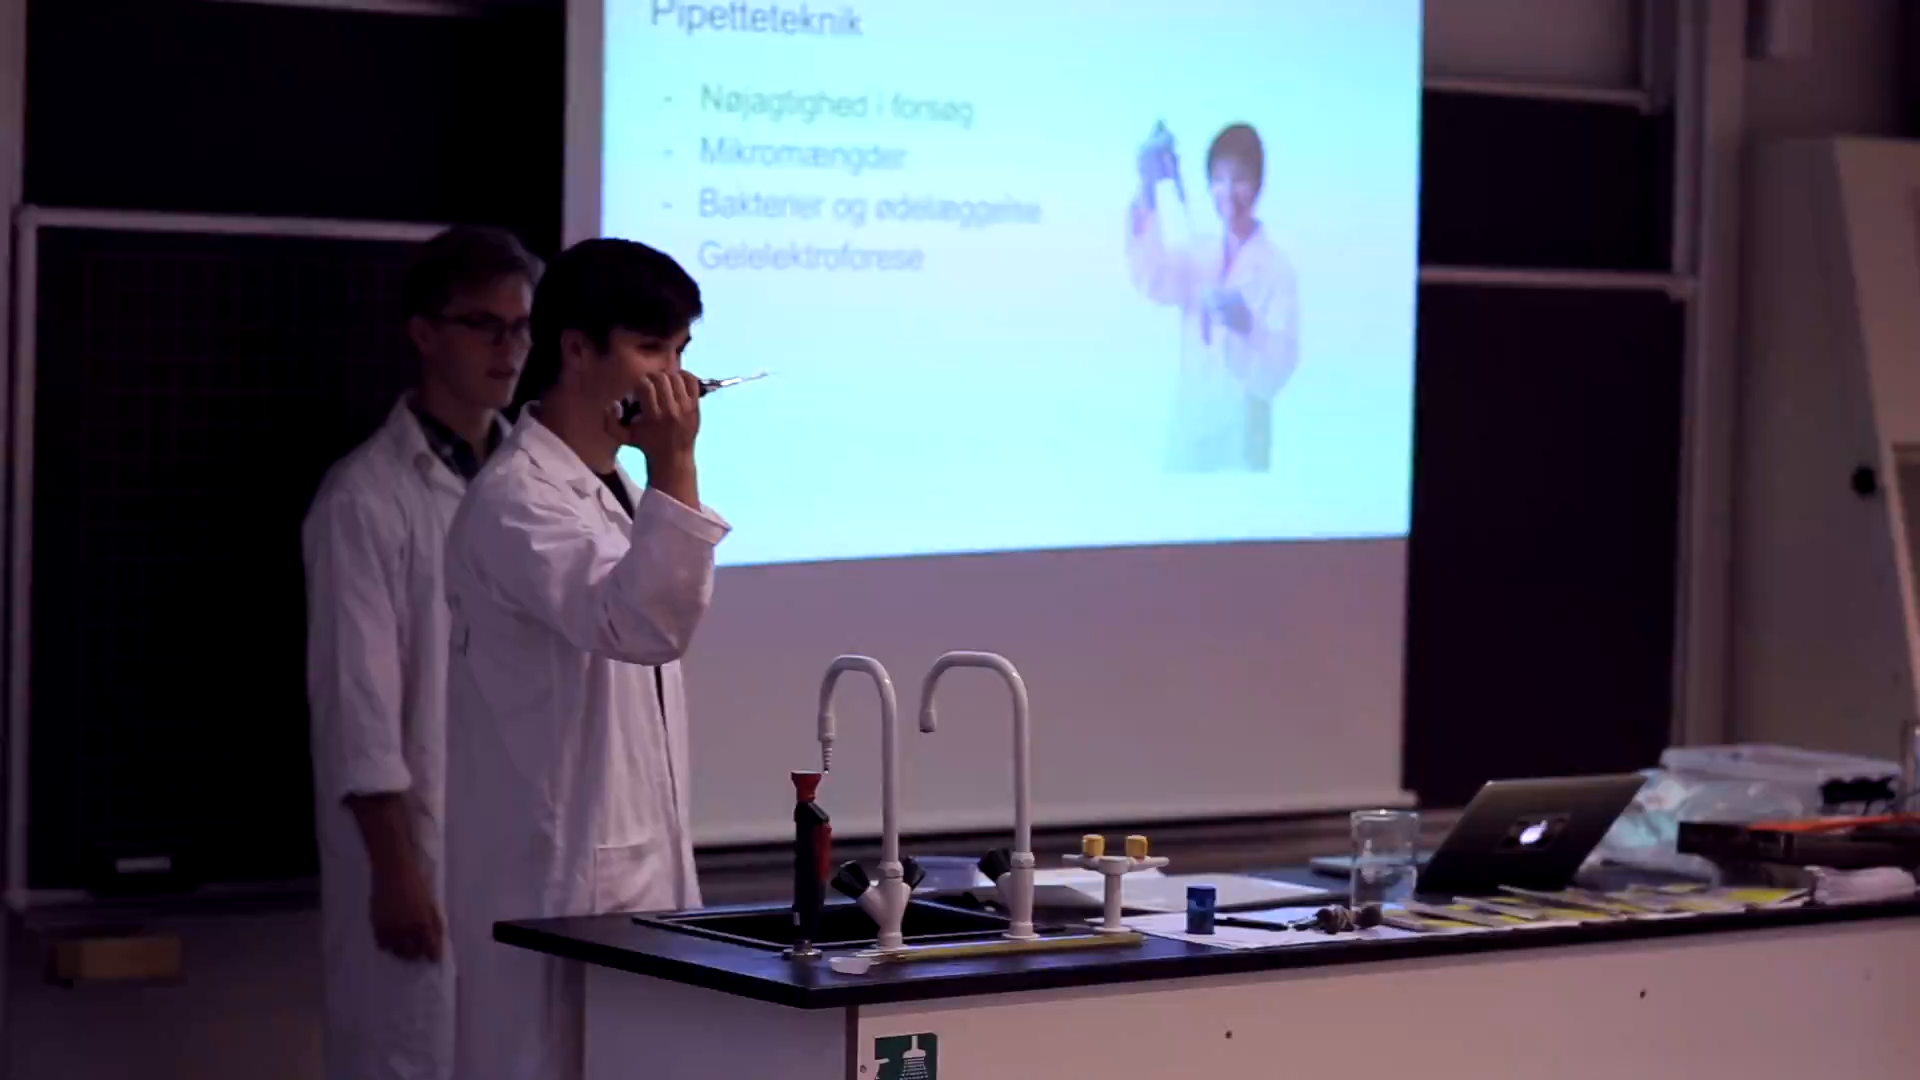 Pipetteteknik
- Nøjagtighed i forsøg
- Mikromængder
- Bakterier og ødelæggelse
Gelelektroforese